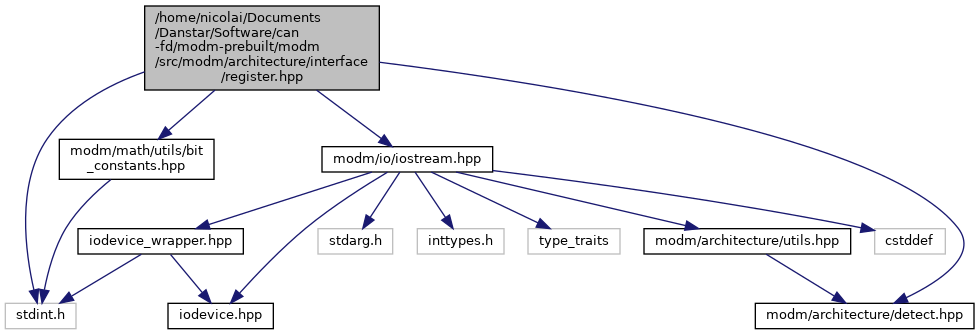 /home/nicolai/Documents
/Danstar/Software/can
-fd/modm-prebuilt/modm
/src/modm/architecture/interface
/register.hpp
modm/math/utils/bit
_constants.hpp
modm/io/iostream.hpp
iodevice_wrapper.hpp
stdarg.h
inttypes.h
type_traits
modm/architecture/utils.hpp
cstddef
stdint.h
iodevice.hpp
modm/architecture/detect.hpp